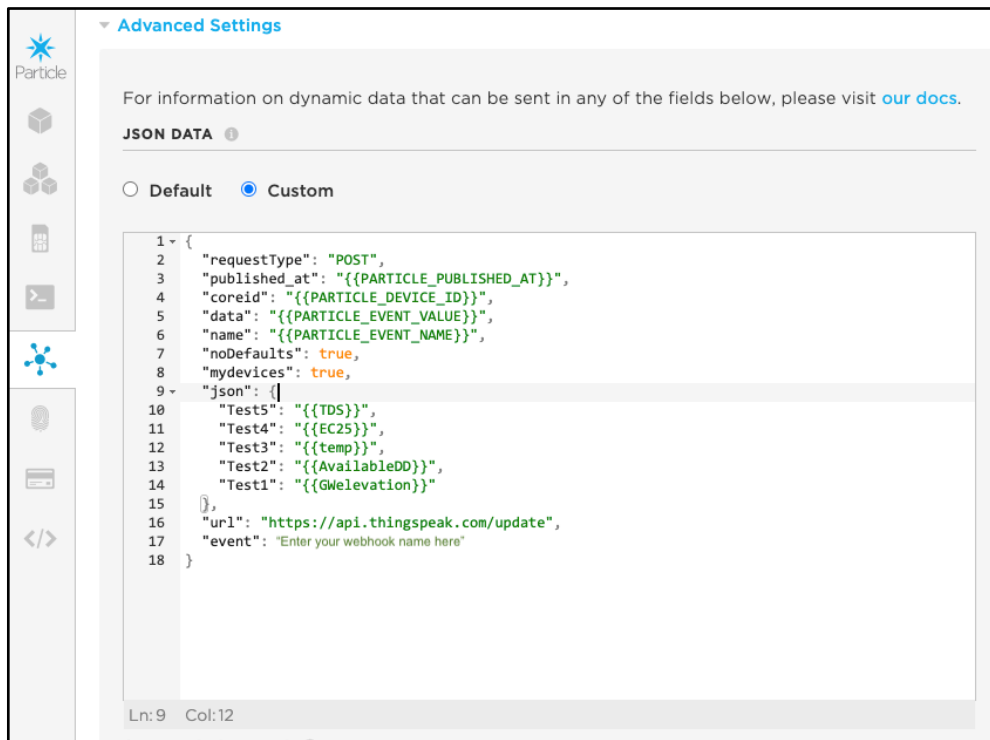 Advanced Settings
Particle
For information on dynamic data that can be sent in any of the fields below, please visit our docs.
JSON DATA
Default Custom
1 {
2 "requestType": "POST",
3 "published_at": "{{PARTICLE_PUBLISHED_AT}}",
4 "coreid": "{{PARTICLE_DEVICE_ID}}",
5 "data": "{{PARTICLE_EVENT_VALUE}}",
6 "name": "{{PARTICLE_EVENT_NAME}}",
7 "noDefaults": true,
8 "mydevices": true,
9 "json": {
10 "Test5": "{{TDS}}",
11 "Test4": "{{EC25}}",
12 "Test3": "{{temp}}",
13 "Test2": "{{AvailableDD}}",
14 "Test1": "{{GWelevation}}"
15 },
16 "url": "https://api.thingspeak.com/update",
17 "event": "Enter your webhook name here"
18 }
Ln:9 Col:12